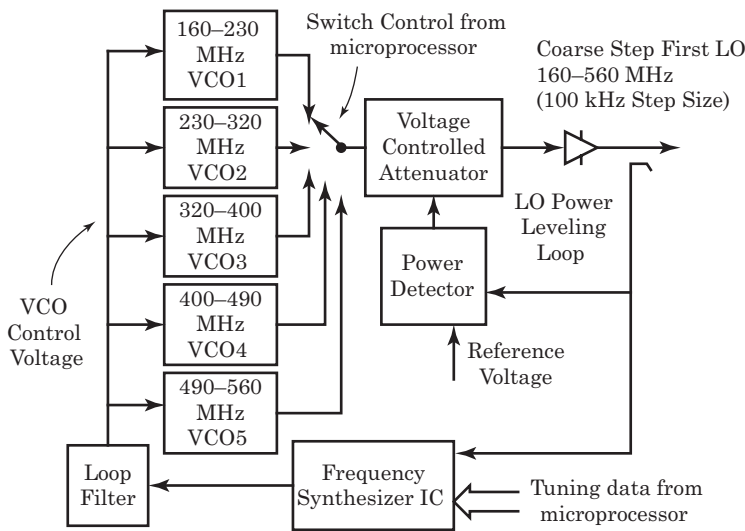 160–230
MHz
VCO1
Switch Control from
microprocessor
Coarse Step First LO
160–560 MHz
(100 kHz Step Size)
230–320
MHz
VCO2
Voltage
Controlled
Attenuator
320–400
MHz
VCO3
LO Power
Leveling
Loop
Power
Detector
VCO
Control
Voltage
400–490
MHz
VCO4
Reference
Voltage
490–560
MHz
VCO5
Loop
Filter
Frequency
Synthesizer IC
Tuning data from
microprocessor